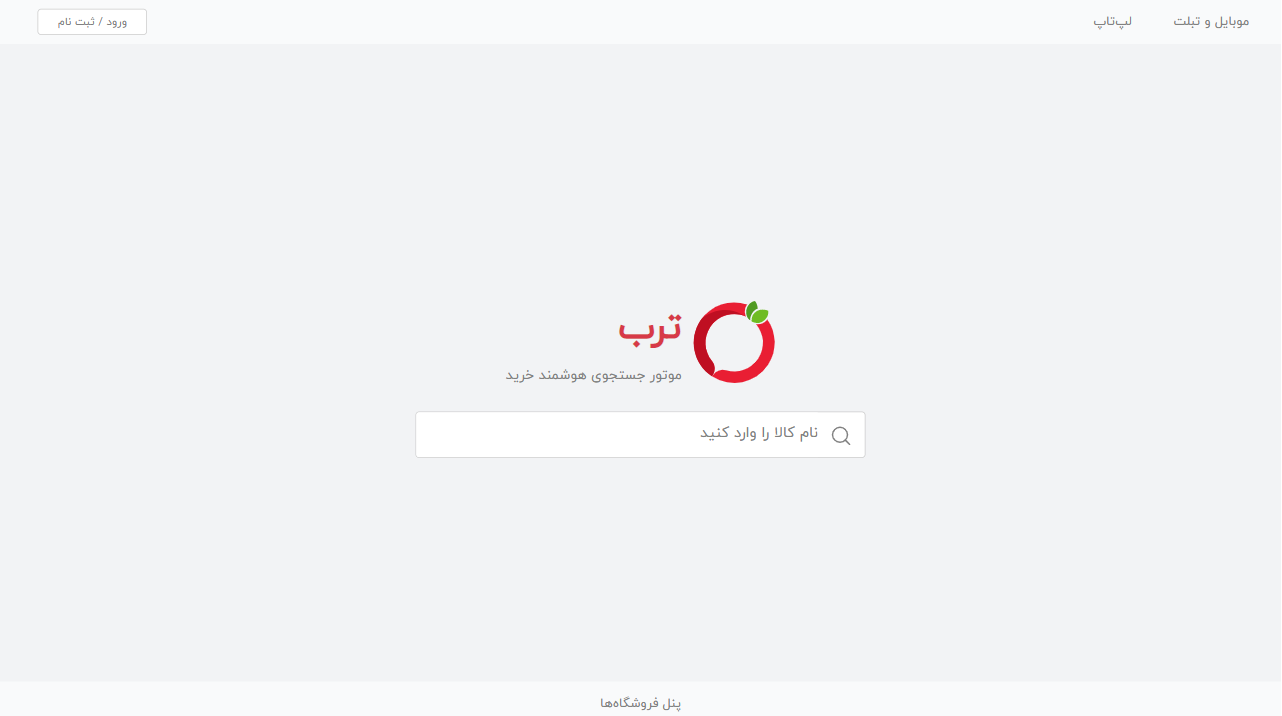 موبایل و تبلت
لپ‌تاپ
ورود / ثبت نام
ترب
موتور جستجوی هوشمند خرید
نام کالا را وارد کنید
پنل فروشگاه‌ها